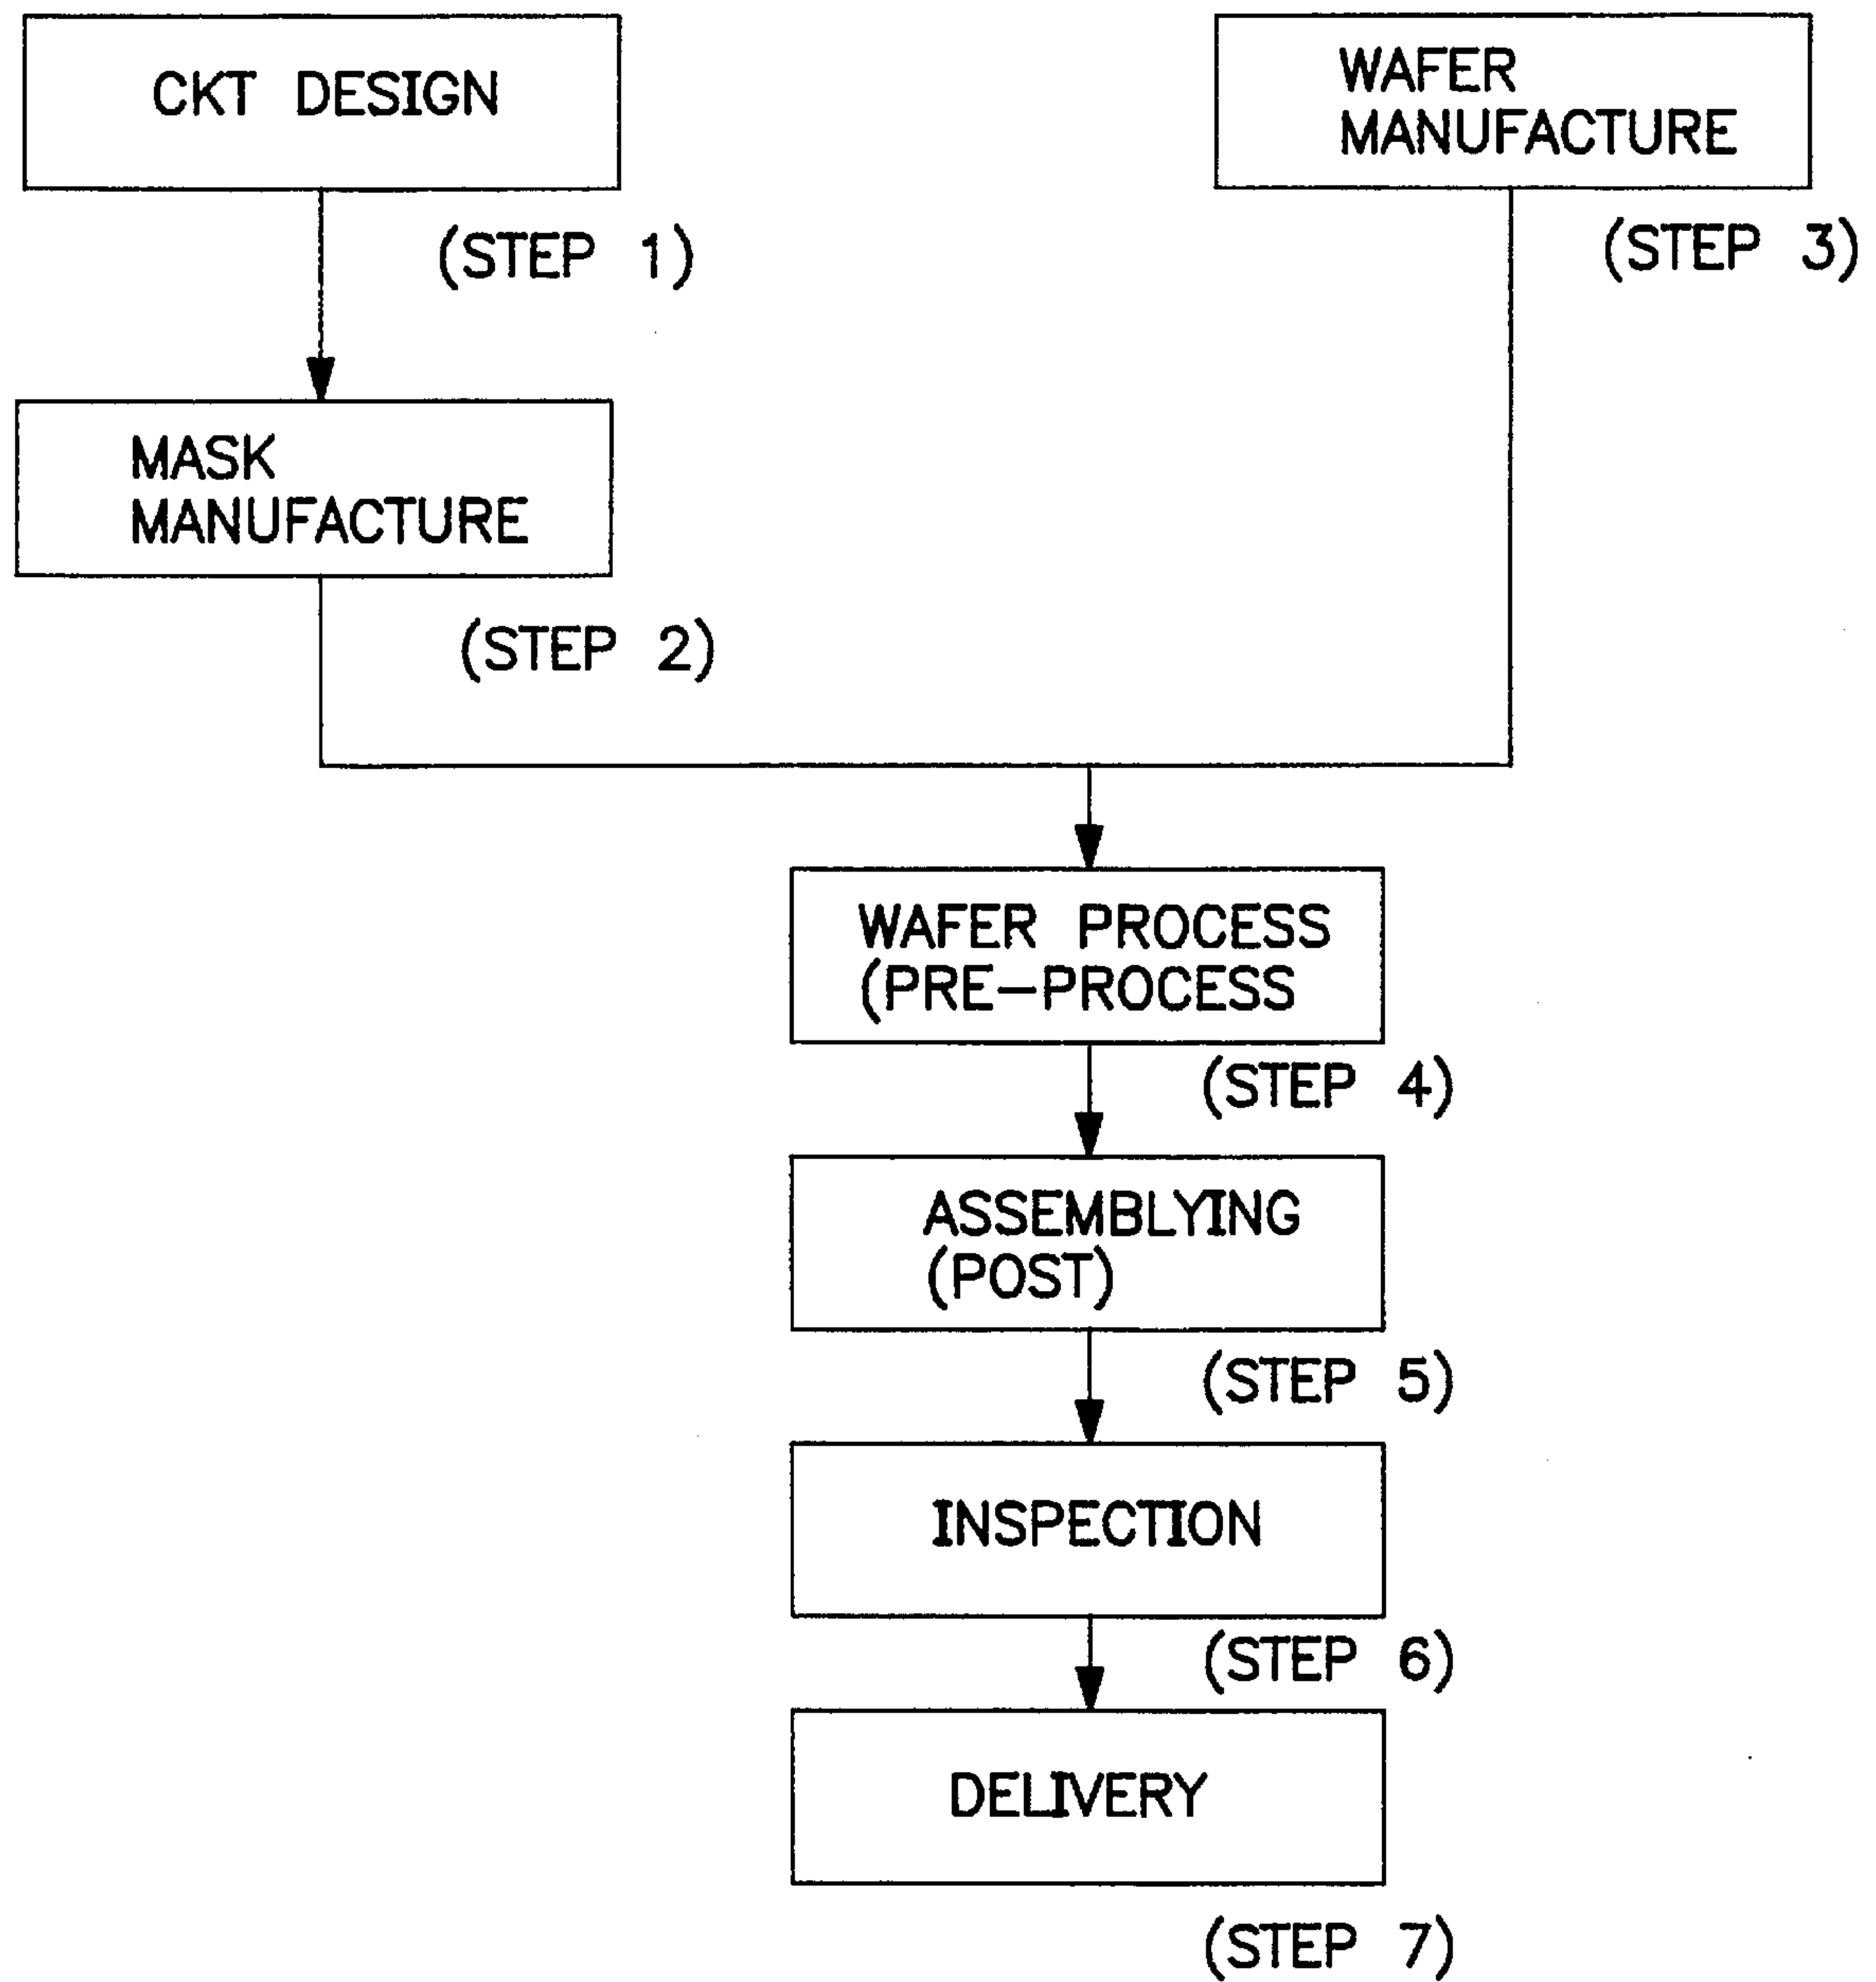 CKT DESIGN
(STEP 1)
WAFER
MANUFACTURE
(STEP 3)
MASK
MANUFACTURE
(STEP 2)
WAFER PROCESS
(PRE-PROCESS
(STEP 4)
ASSEMBLYING
(POST)
(STEP 5)
INSPECTION
(STEP 6)
DELIVERY
(STEP 7)